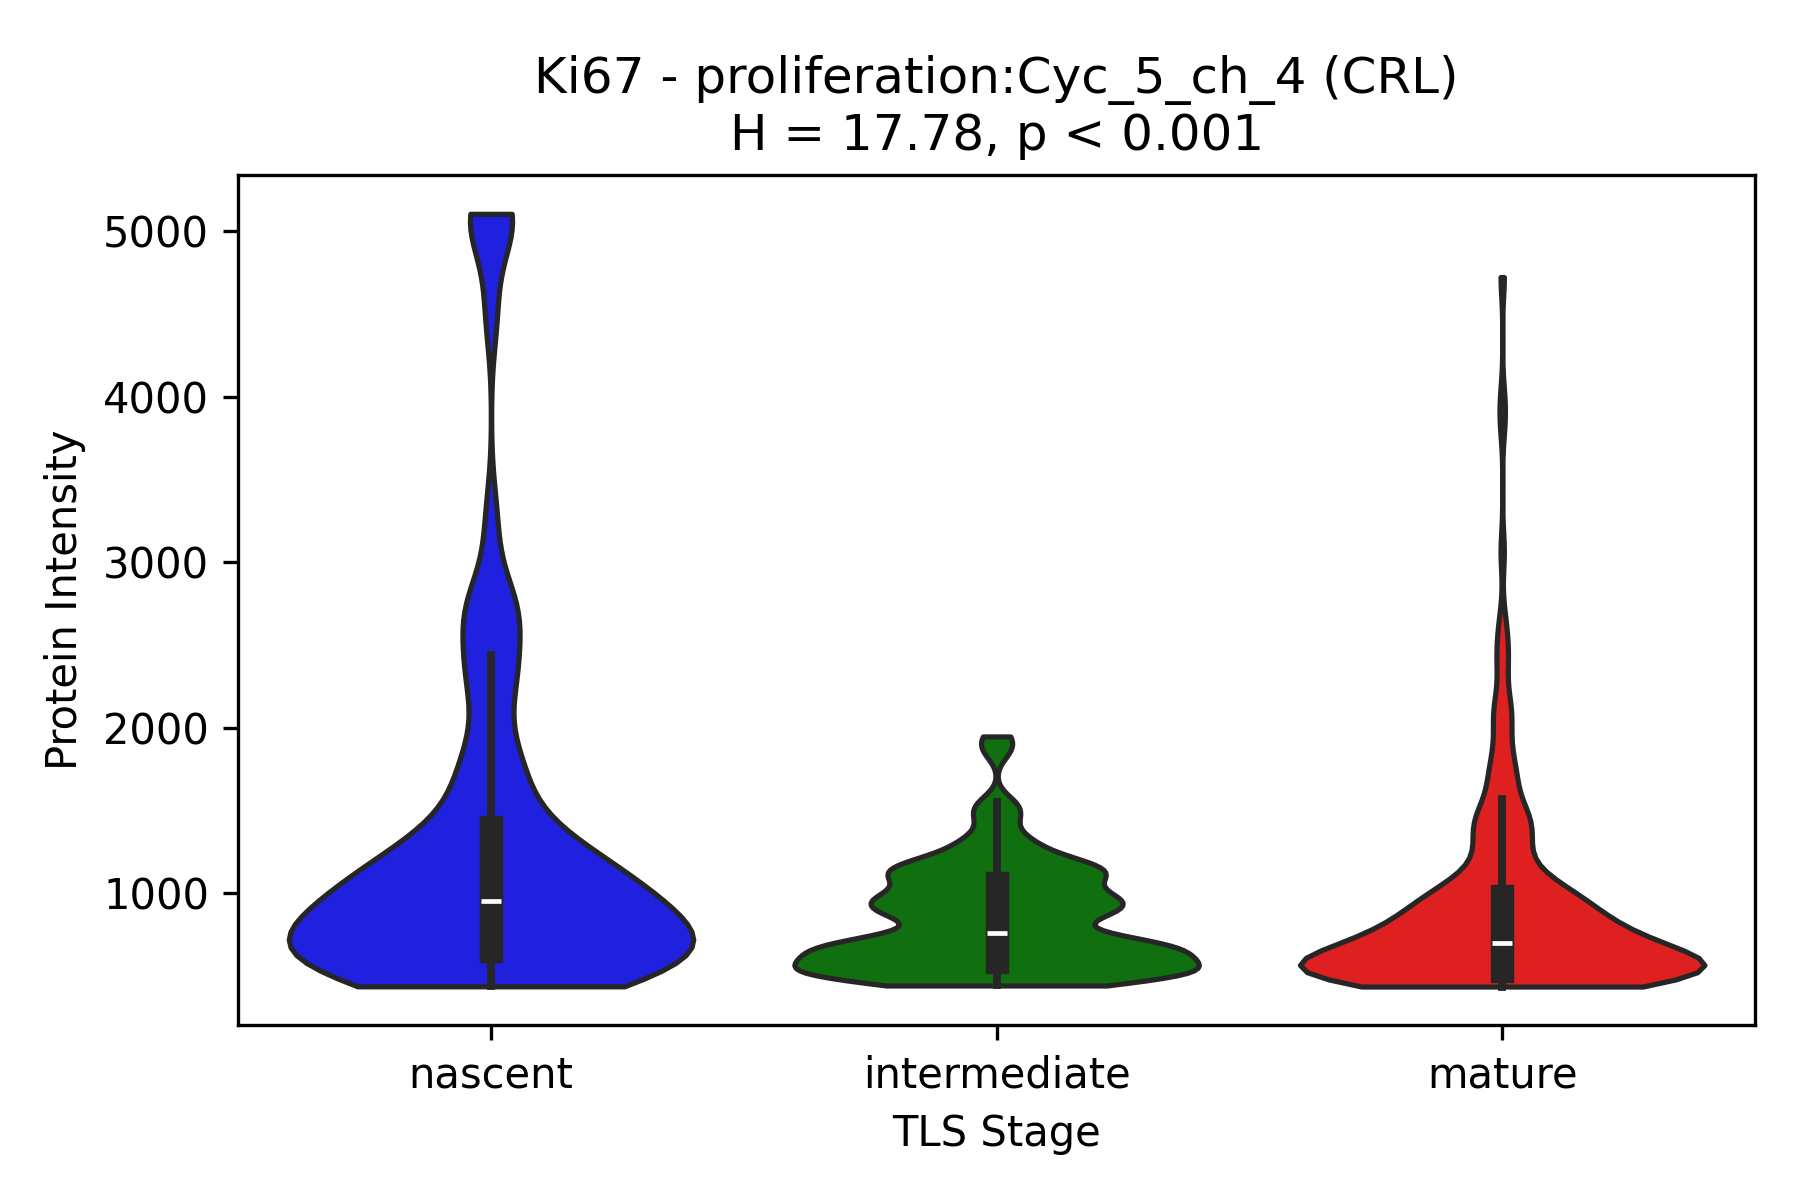 Ki67 - proliferation:Cyc_5_ch_4 (CRL)
H = 17.78, p < 0.001
5000
4000
3000
2000
1000
Protein Intensity
nascent intermediate mature
TLS Stage